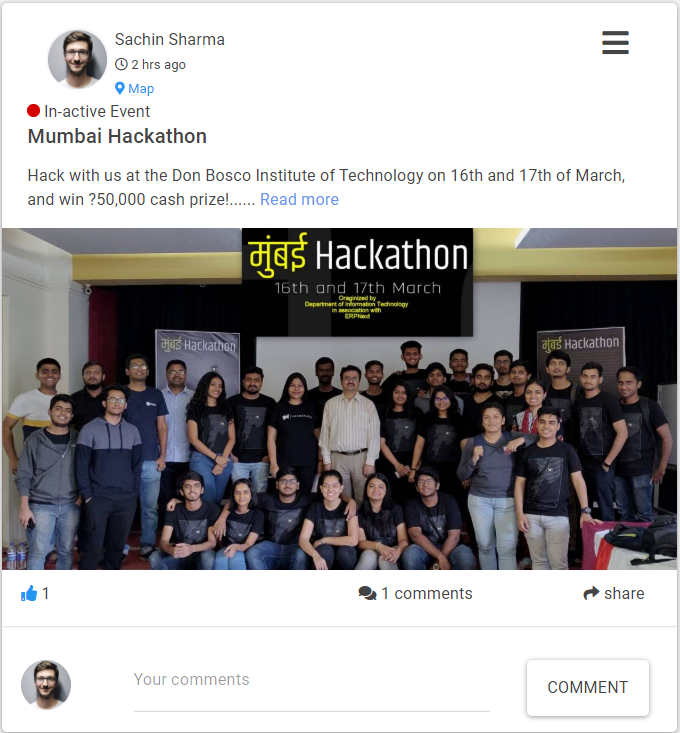 Sachin Sharma
2 hrs ago
Map
In-active Event
Mumbai Hackathon
Hack with us at the Don Bosco Institute of Technology on 16th and 17th of March,
and win ?50,000 cash prize!...... Read more
मुंबई Hackathon
16th and 17th March
Oraginized by
Department of Information Technology
in association with
ERPNext
मुंबई Hackathon
मुंबई Hackathon
1
1 comments
share
Your comments
COMMENT